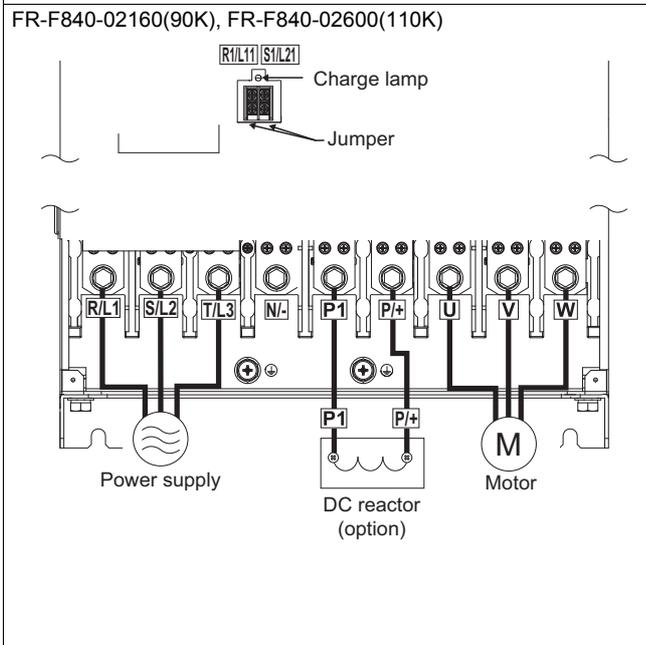 FR-F840-02160(90K), FR-F840-02600(110K)
R1/L11 S1/L21
Charge lamp
Jumper
R/L1 S/L2 T/L3 N/- P1 P/+ U V W
P1 P/+
M
Power supply
Motor
DC reactor
(option)